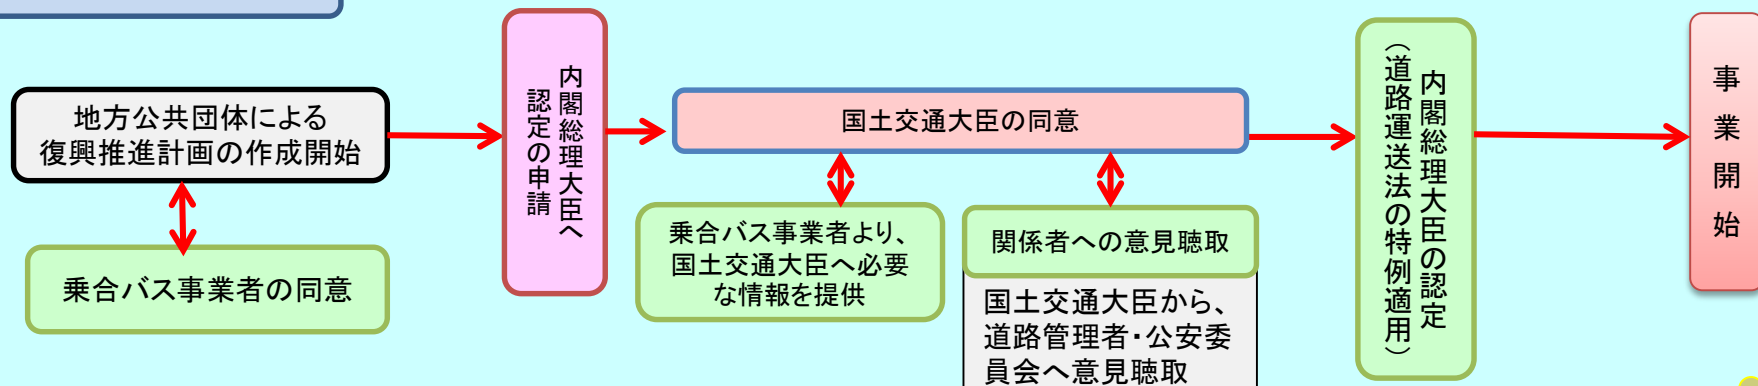 地方公共団体による
復興推進計画の作成開始
乗合バス事業者の同意
内閣総理大臣へ
認定の申請
国土交通大臣の同意
乗合バス事業者より、
国土交通大臣へ必要
な情報を提供
関係者への意見聴取
国土交通大臣から、
道路管理者・公安委
員会へ意見聴取
内閣総理大臣の認定
（道路運送法の特例適用）
事業開始